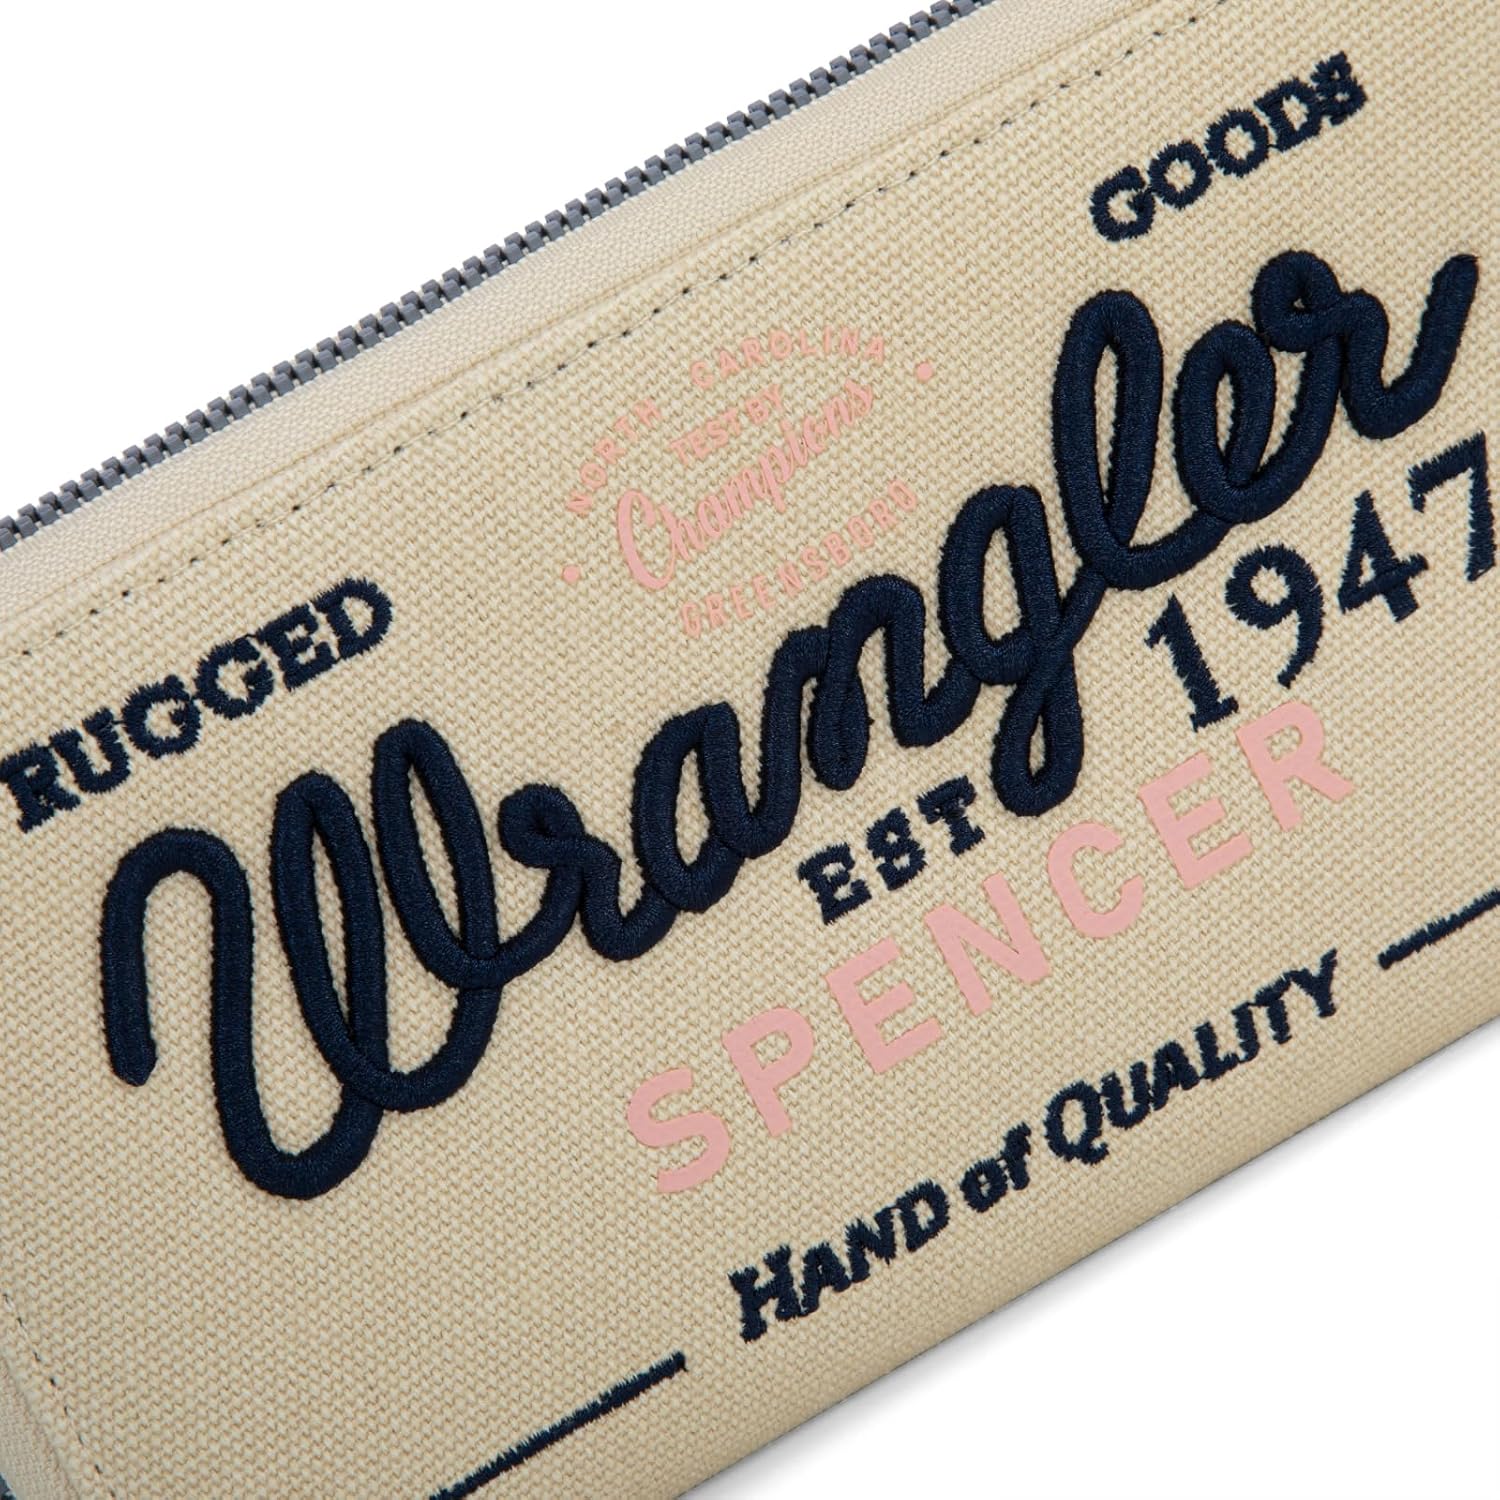 RUGGED GOODS
NORTH CAROLINA
TEST BY
Champions
GREENSBORO
Wrangler
EST 1947
SPENCER
HAND of QUALITY